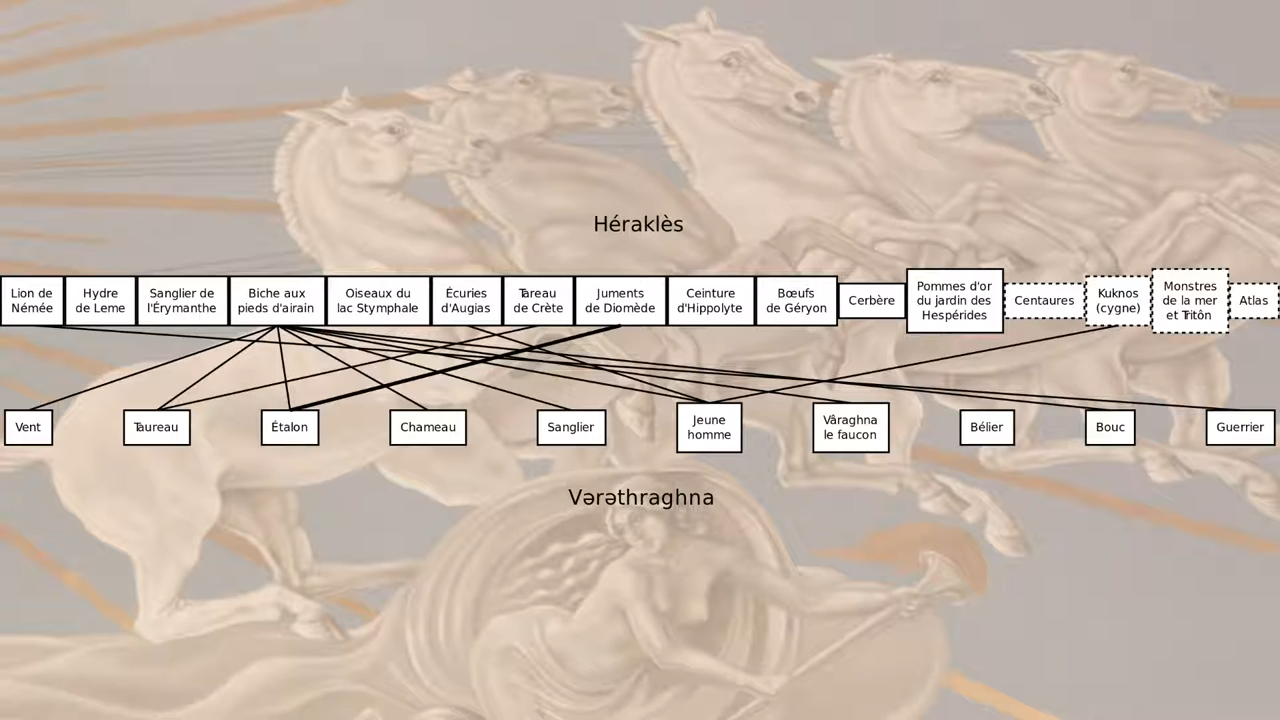 Héraklès
Lion de
Némée
Hydre
de Leme
Sanglier de
l'Érymanthe
Biche aux
pieds d'airain
Oiseaux du
lac Stymphale
Écuries
d'Augias
Tareau
de Crète
Juments
de Diomède
Ceinture
d'Hippolyte
Bœufs
de Géryon
Cerbère
Pommes d'or
du jardin des
Hespérides
Centaures
Kuknos
(cygne)
Monstres
de la mer
et Tritôn
Atlas
Vent
Taureau
Étalon
Chameau
Sanglier
Jeune
homme
Vâraghna
le faucon
Bélier
Bouc
Guerrier
Vərəthraghna